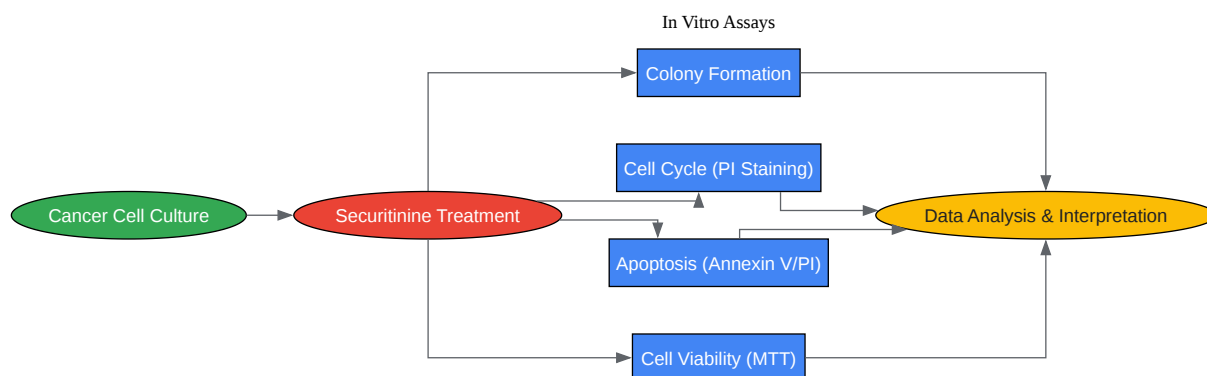 In Vitro Assays
Colony Formation
Cell Cycle (PI Staining)
Cancer Cell Culture
Securitinine Treatment
Data Analysis & Interpretation
Apoptosis (Annexin V/PI)
Cell Viability (MTT)